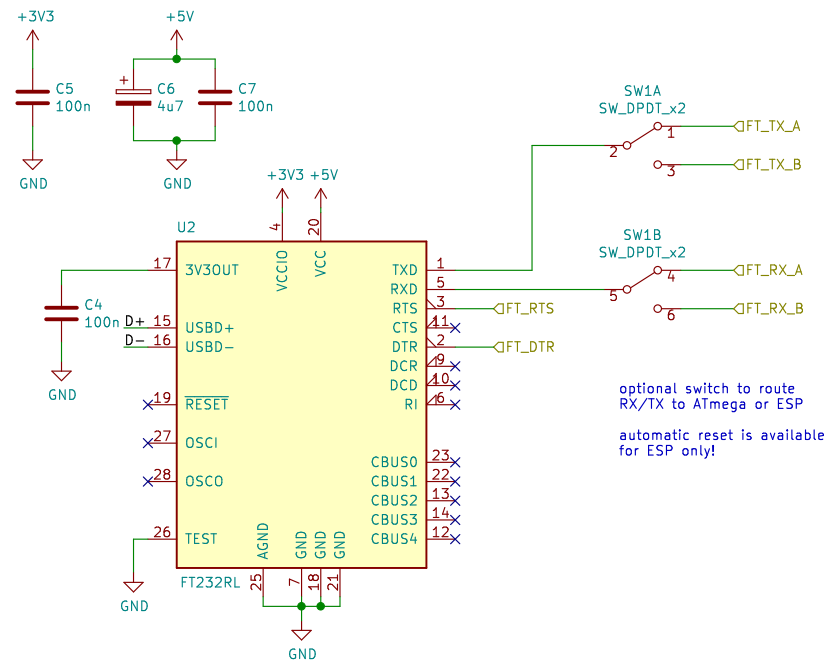 +3V3
+5V
C5
100n
+
C6
4u7
C7
100n
GND
GND
SW1A
SW_DPDT_x2
2
1
3
FT_TX_A
FT_TX_B
+3V3
+5V
U2
4
20
VCCIO
VCC
17
3V3OUT
TXD
1
RXD
5
RTS
3
FT_RTS
CTS
11
DTR
2
FT_DTR
DCR
9
DCD
10
RI
6
SW1B
SW_DPDT_x2
5
4
6
FT_RX_A
FT_RX_B
C4
100n
GND
D+
15
USBD+
D-
16
USBD-
19
RESET
27
OSCI
28
OSCO
26
TEST
GND
CBUS0
23
CBUS1
22
CBUS2
13
CBUS3
14
CBUS4
12
AGND
GND
GND
GND
FT232RL
25
7
18
21
GND
optional switch to route
RX/TX to ATmega or ESP
automatic reset is available
for ESP only!